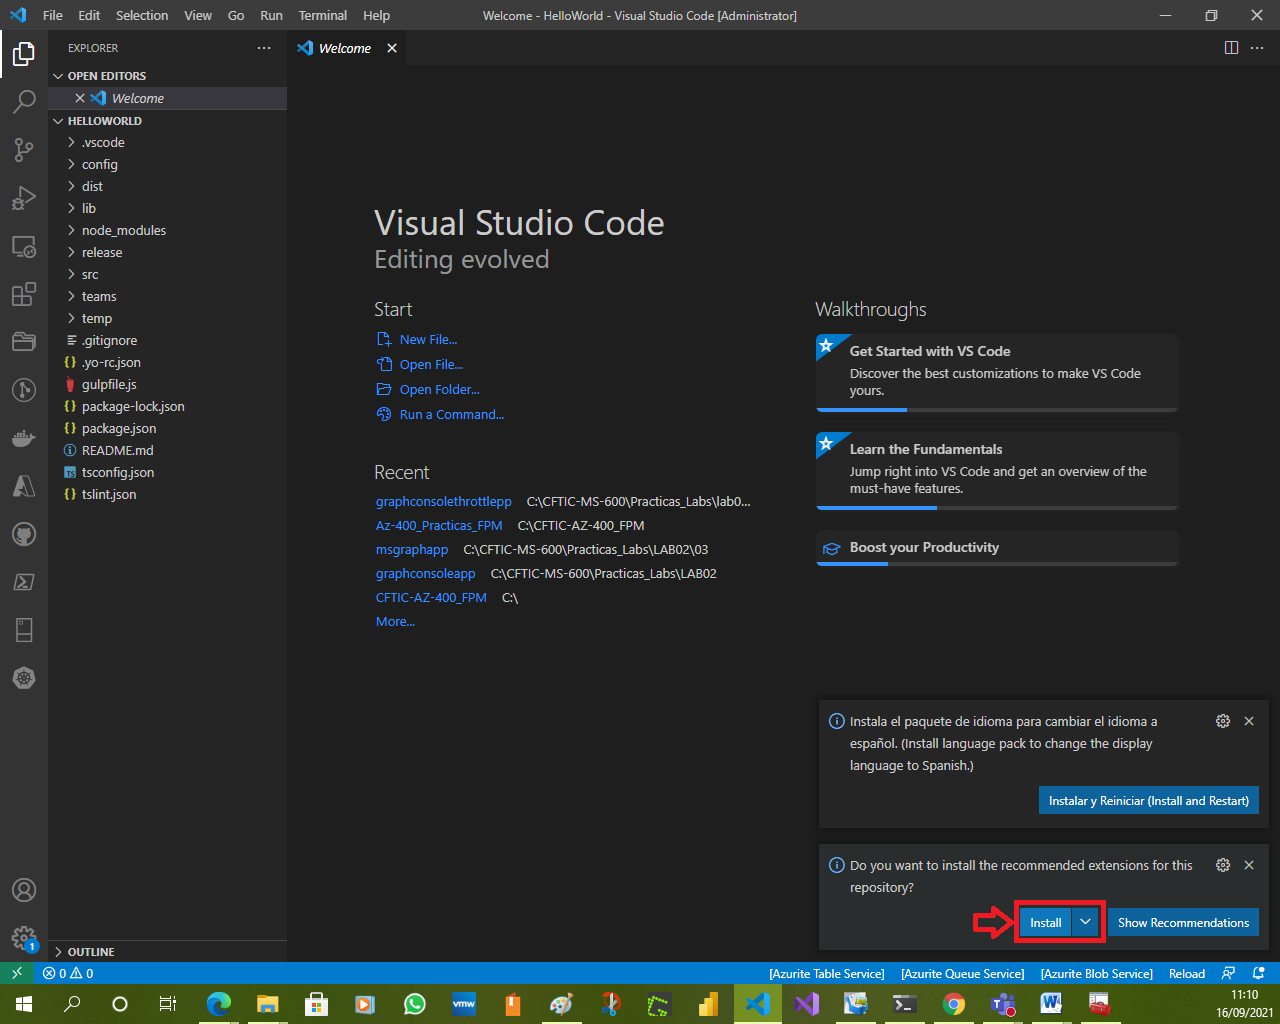 File Edit Selection View Go Run Terminal Help
Welcome - HelloWorld - Visual Studio Code [Administrator]
EXPLORER
OPEN EDITORS
Welcome
HELLOWORLD
.vscode
config
dist
lib
node_modules
release
src
teams
temp
.gitignore
.yo-rc.json
gulpfile.js
package-lock.json
package.json
README.md
TS tsconfig.json
tslint.json
OUTLINE
Welcome
Visual Studio Code
Editing evolved
Start
New File...
Open File...
Open Folder...
Run a Command...
Recent
graphconsolethrottlepp C:\CFTIC-MS-600\Practicas_Labs\lab0...
Az-400_Practicas_FPM C:\CFTIC-AZ-400_FPM
msgraphapp C:\CFTIC-MS-600\Practicas_Labs\LAB02\03
graphconsoleapp C:\CFTIC-MS-600\Practicas_Labs\LAB02
CFTIC-AZ-400_FPM C:\
More...
Walkthroughs
Get Started with VS Code
Discover the best customizations to make VS Code
yours.
Learn the Fundamentals
Jump right into VS Code and get an overview of the
must-have features.
Boost your Productivity
Instala el paquete de idioma para cambiar el idioma a
español. (Install language pack to change the display
language to Spanish.)
Instalar y Reiniciar (Install and Restart)
Do you want to install the recommended extensions for this
repository?
Install
Show Recommendations
1
0 0
[Azurite Table Service] [Azurite Queue Service] [Azurite Blob Service] Reload
vmw
11:10
16/09/2021